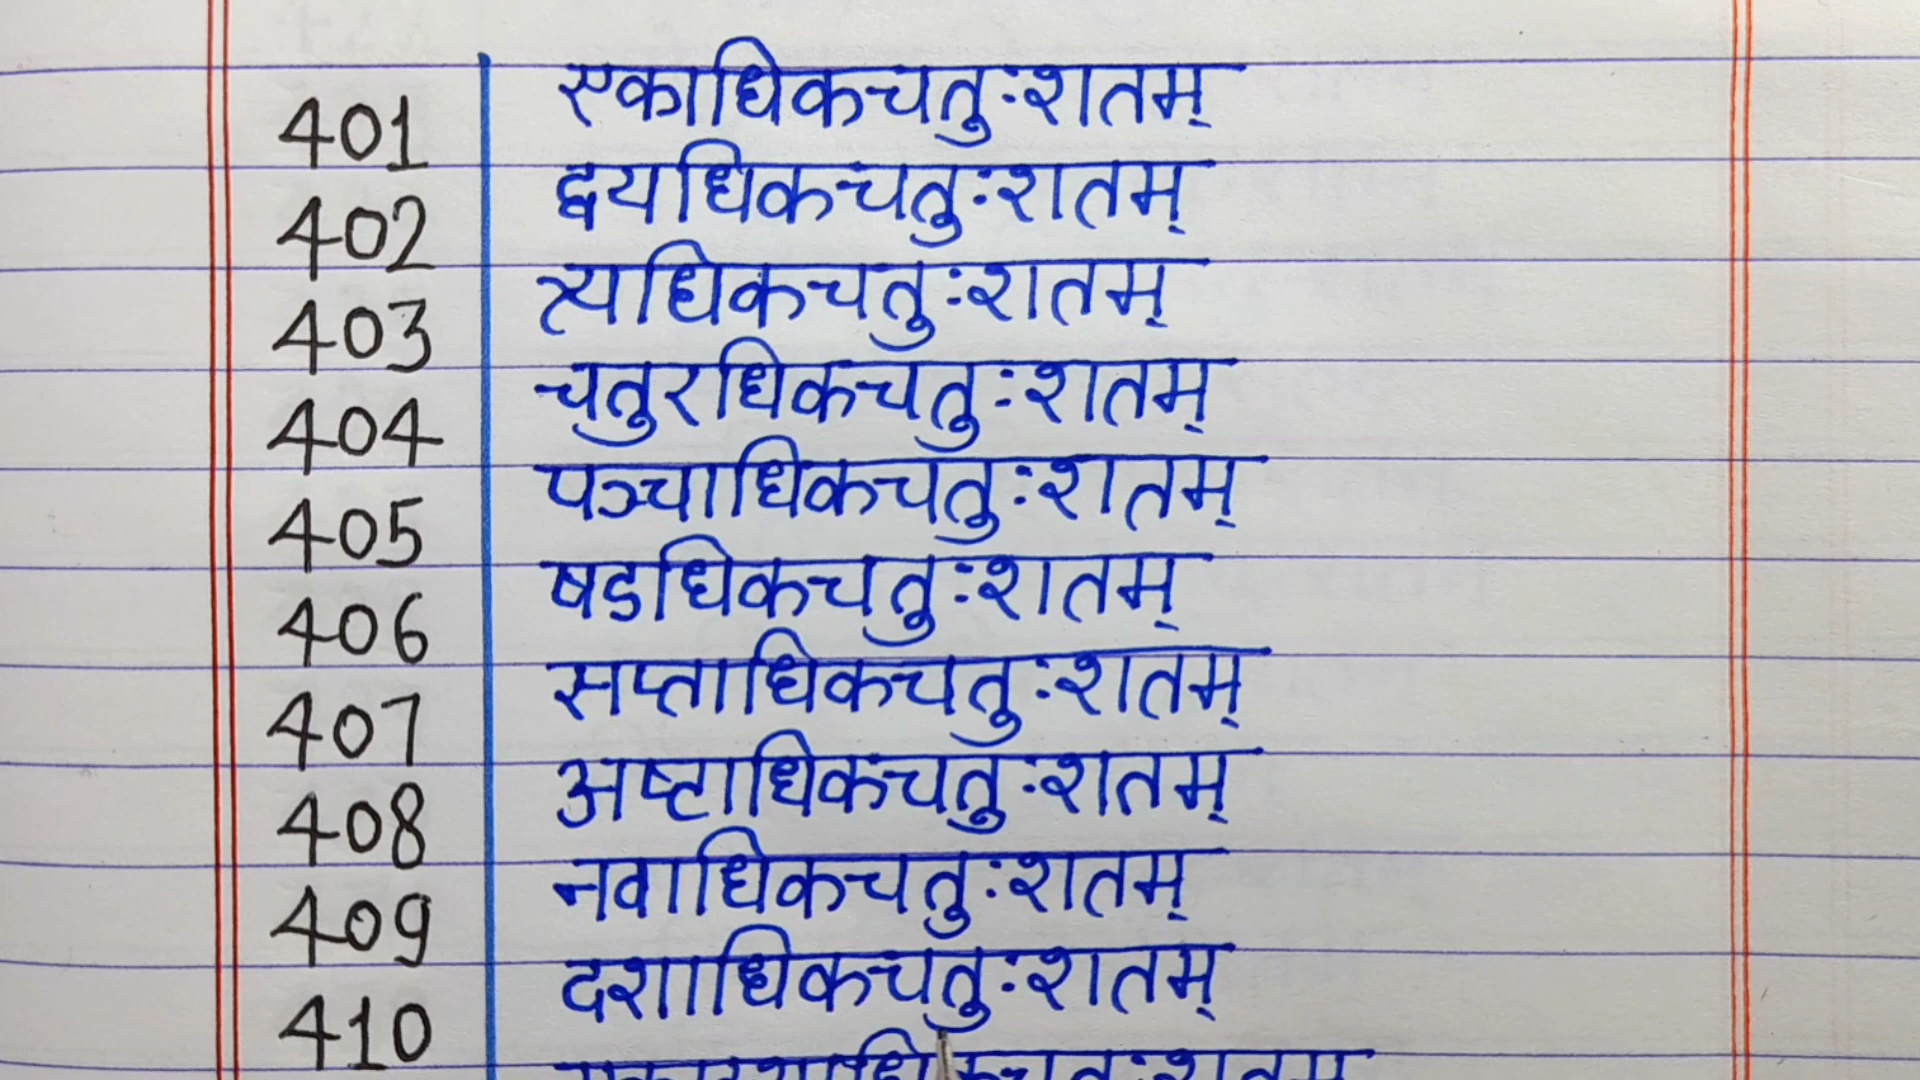 401 एकाधिकचतुःशतम्
402 द्वयधिकचतुःशतम्
403 त्र्यधिकचतुःशतम्
404 चतुरधिकचतुःशतम्
405 पञ्चाधिकचतुःशतम्
406 षडधिकचतुःशतम्
407 सप्ताधिकचतुःशतम्
408 अष्टाधिकचतुःशतम्
409 नवाधिकचतुःशतम्
410 दशाधिकचतुःशतम्